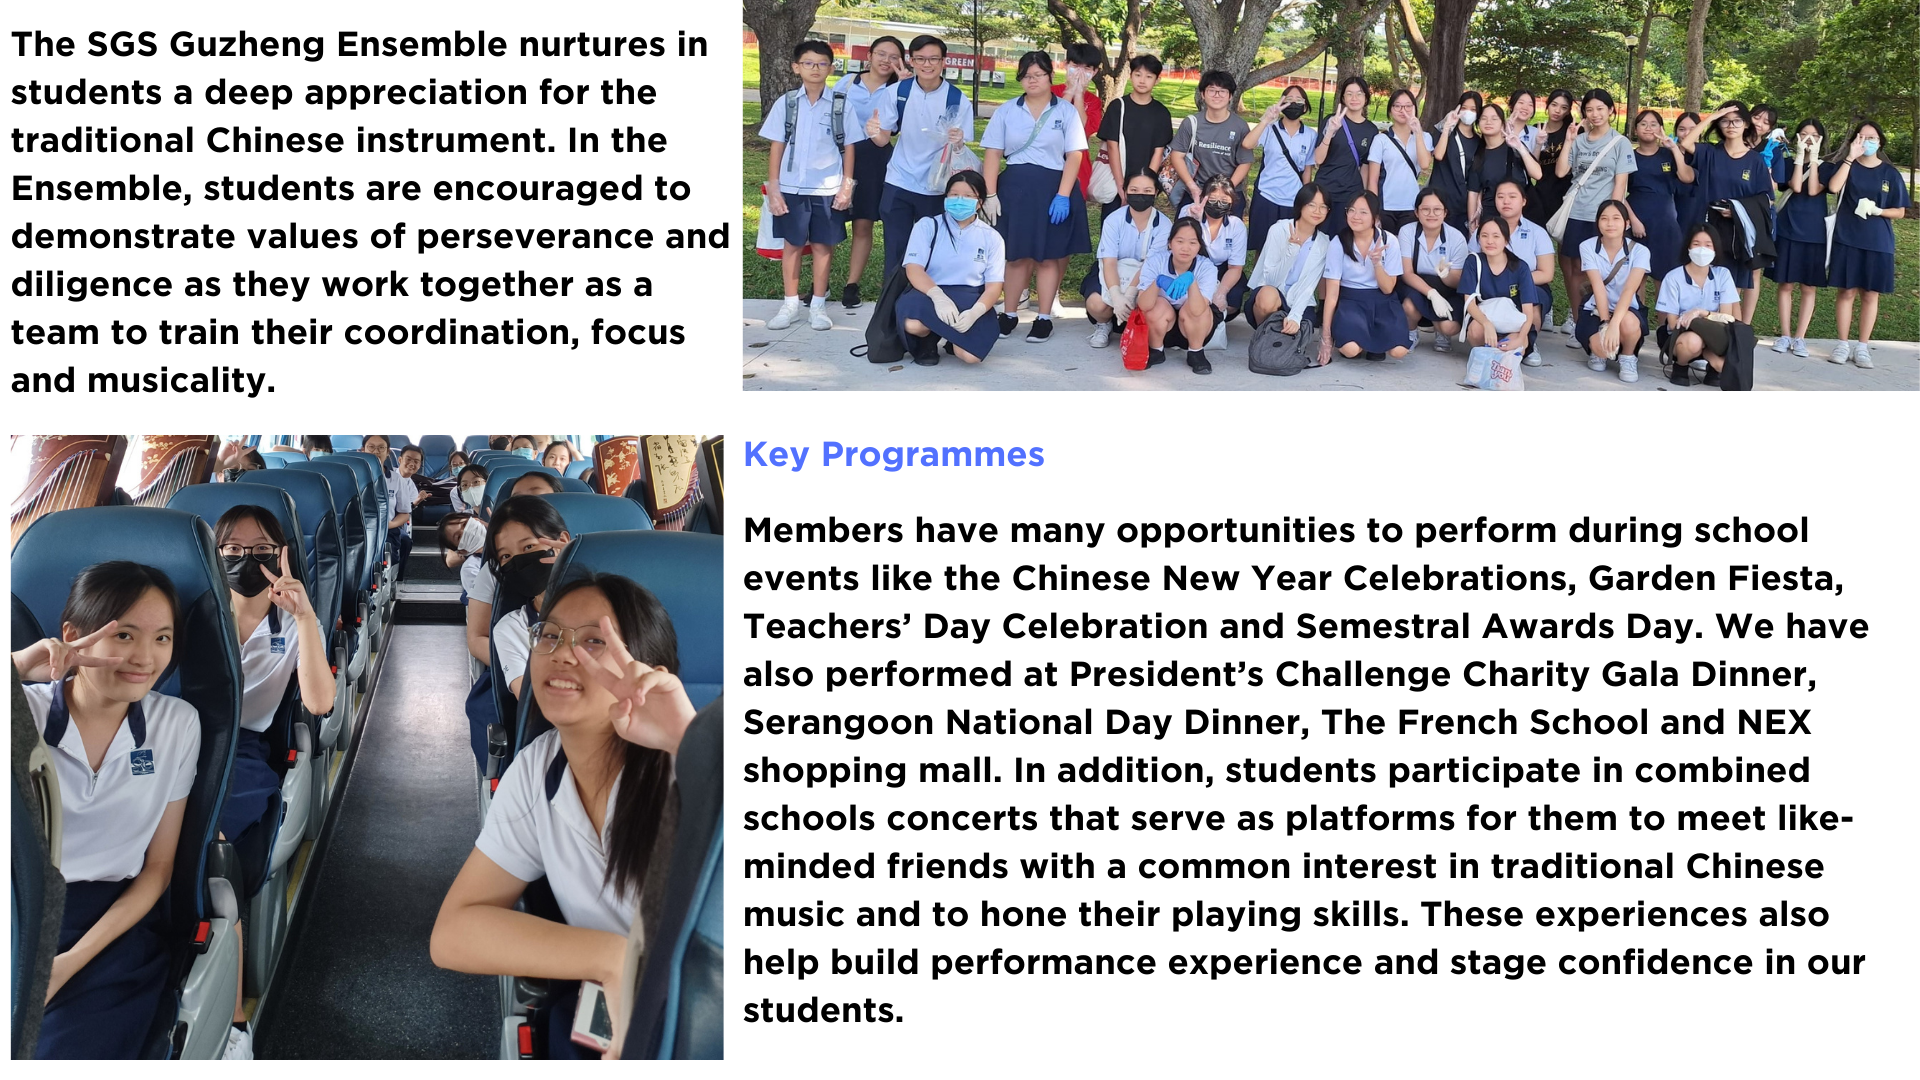 The SGS Guzheng Ensemble nurtures in
students a deep appreciation for the
traditional Chinese instrument. In the
Ensemble, students are encouraged to
demonstrate values of perseverance and
diligence as they work together as a
team to train their coordination, focus
and musicality.
GREEN
Resilience
Key Programmes
Members have many opportunities to perform during school
events like the Chinese New Year Celebrations, Garden Fiesta,
Teachers’ Day Celebration and Semestral Awards Day. We have
also performed at President’s Challenge Charity Gala Dinner,
Serangoon National Day Dinner, The French School and NEX
shopping mall. In addition, students participate in combined
schools concerts that serve as platforms for them to meet like-
minded friends with a common interest in traditional Chinese
music and to hone their playing skills. These experiences also
help build performance experience and stage confidence in our
students.